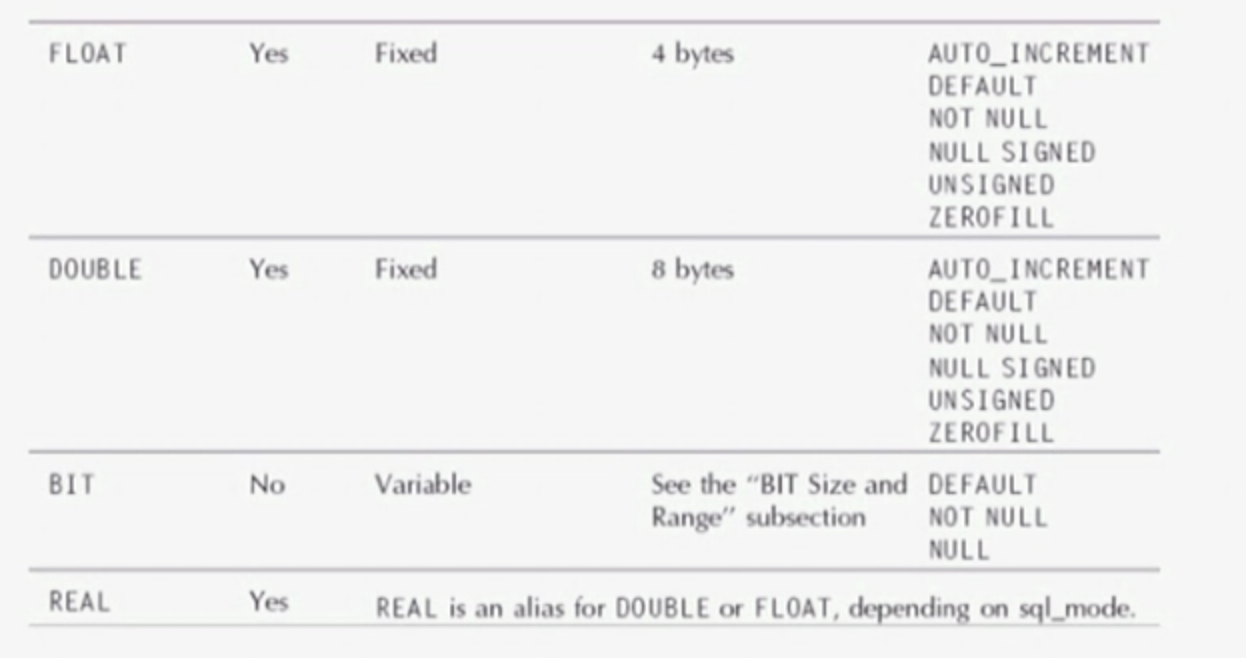 FLOAT Yes Fixed 4 bytes AUTO_INCREMENT
DEFAULT
NOT NULL
NULL SIGNED
UNSIGNED
ZEROFILL
DOUBLE Yes Fixed 8 bytes AUTO_INCREMENT
DEFAULT
NOT NULL
NULL SIGNED
UNSIGNED
ZEROFILL
BIT No Variable See the “BIT Size and DEFAULT
Range” subsection NOT NULL
NULL
REAL Yes REAL is an alias for DOUBLE or FLOAT, depending on sql_mode.